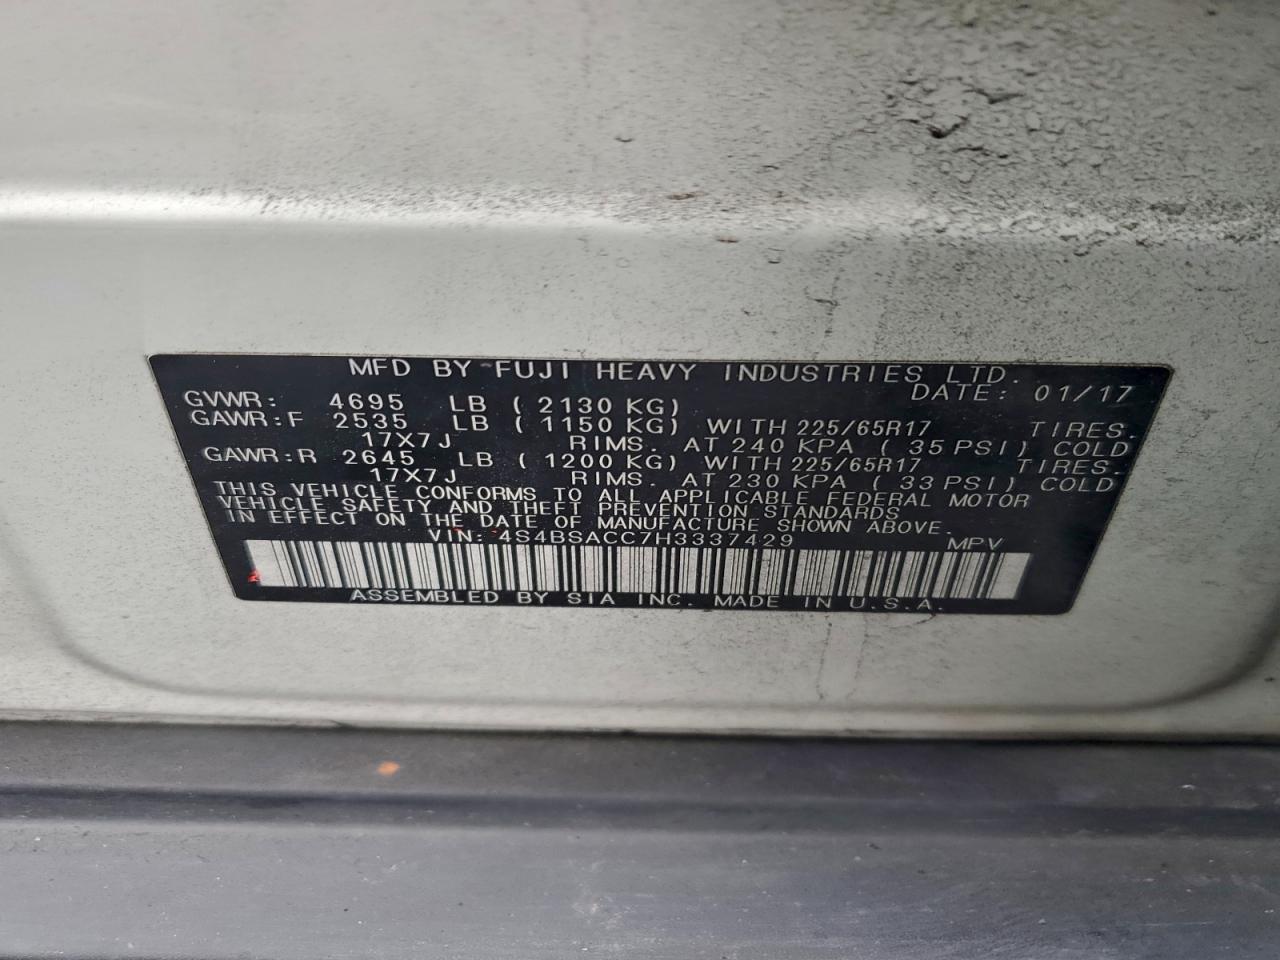 MFD BY FUJI HEAVY INDUSTRIES LTD.
DATE: 01/17
GVWR: 4695 LB (2130 KG)
GAWR:F 2535 LB (1150 KG) WITH 225/65R17 TIRES.
17X7J RIMS. AT 240 KPA (35 PSI) COLD
GAWR:R 2645 LB (1200 KG) WITH 225/65R17 TIRES.
17X7J RIMS. AT 230 KPA (33 PSI) COLD
THIS VEHICLE CONFORMS TO ALL APPLICABLE FEDERAL MOTOR
VEHICLE SAFETY AND THEFT PREVENTION STANDARDS
IN EFFECT ON THE DATE OF MANUFACTURE SHOWN ABOVE.
VIN: 4S4BSACC7H3337429 MPV
ASSEMBLED BY SIA INC. MADE IN U.S.A.